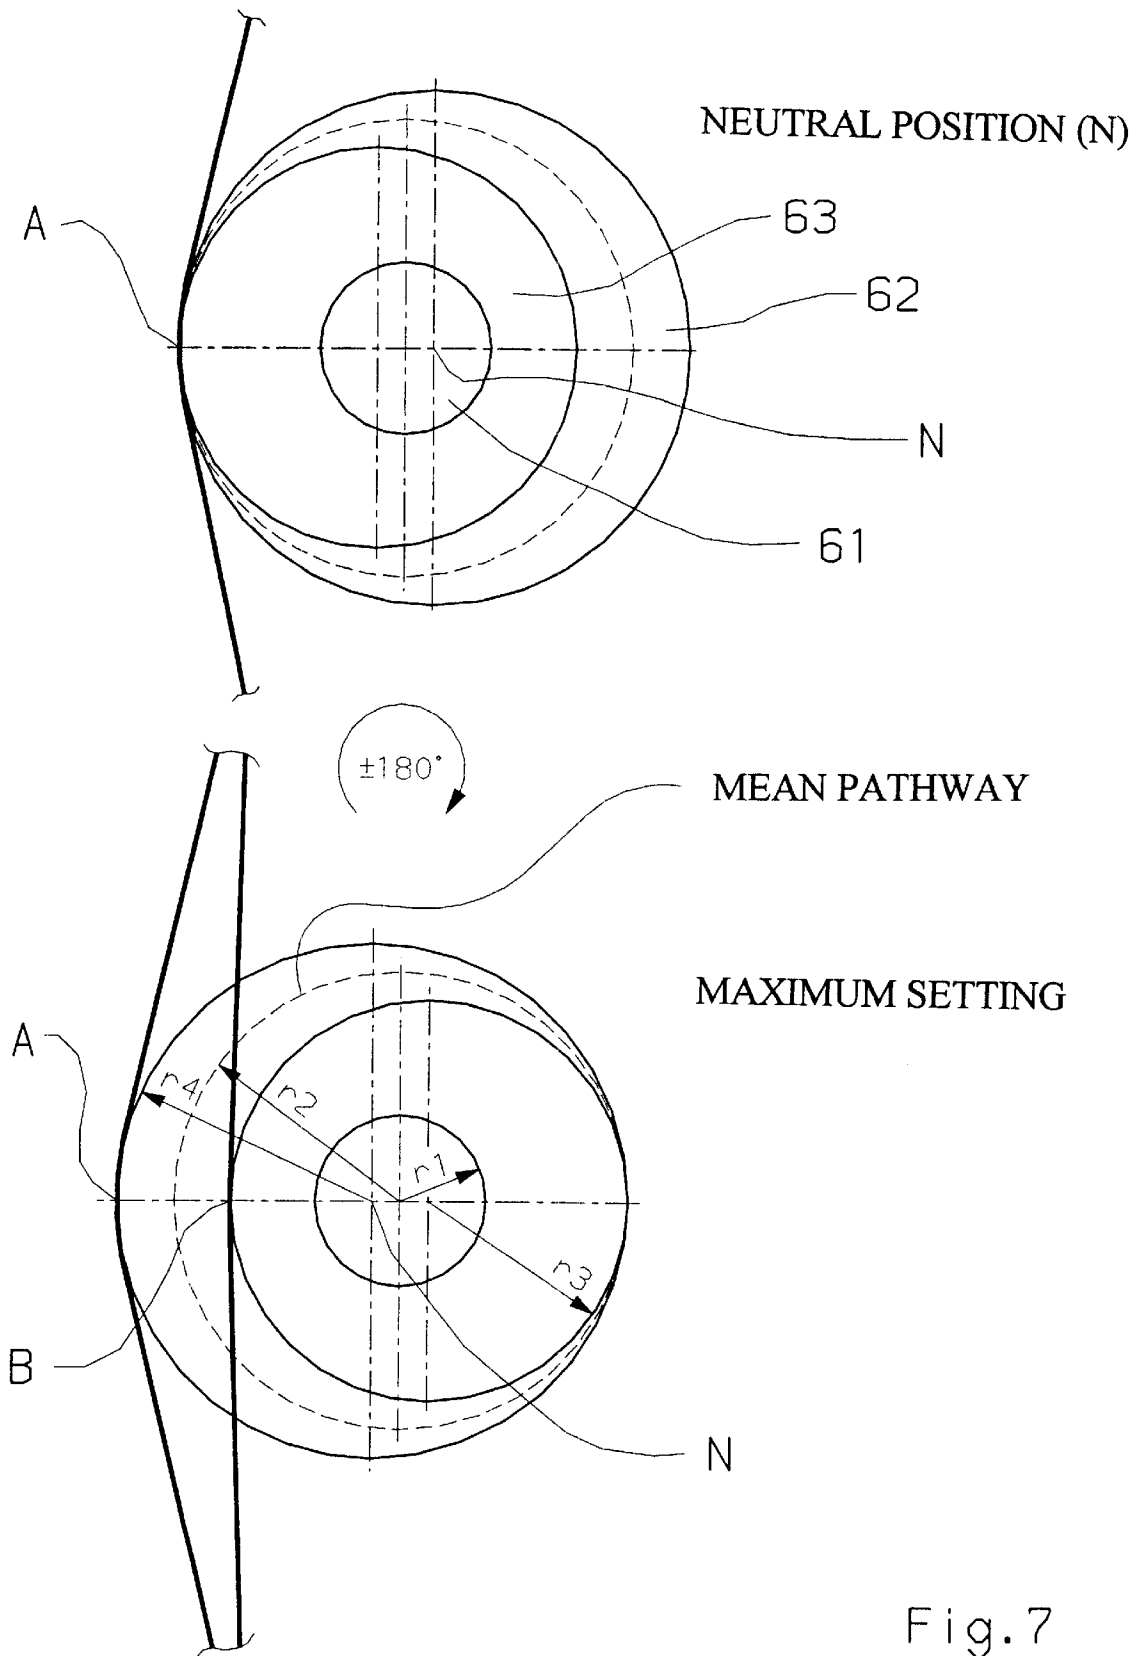 NEUTRAL POSITION (N)
A
63
62
N
61
±180°
MEAN PATHWAY
MAXIMUM SETTING
A
r4
r2
r1
r3
B
N
Fig.7